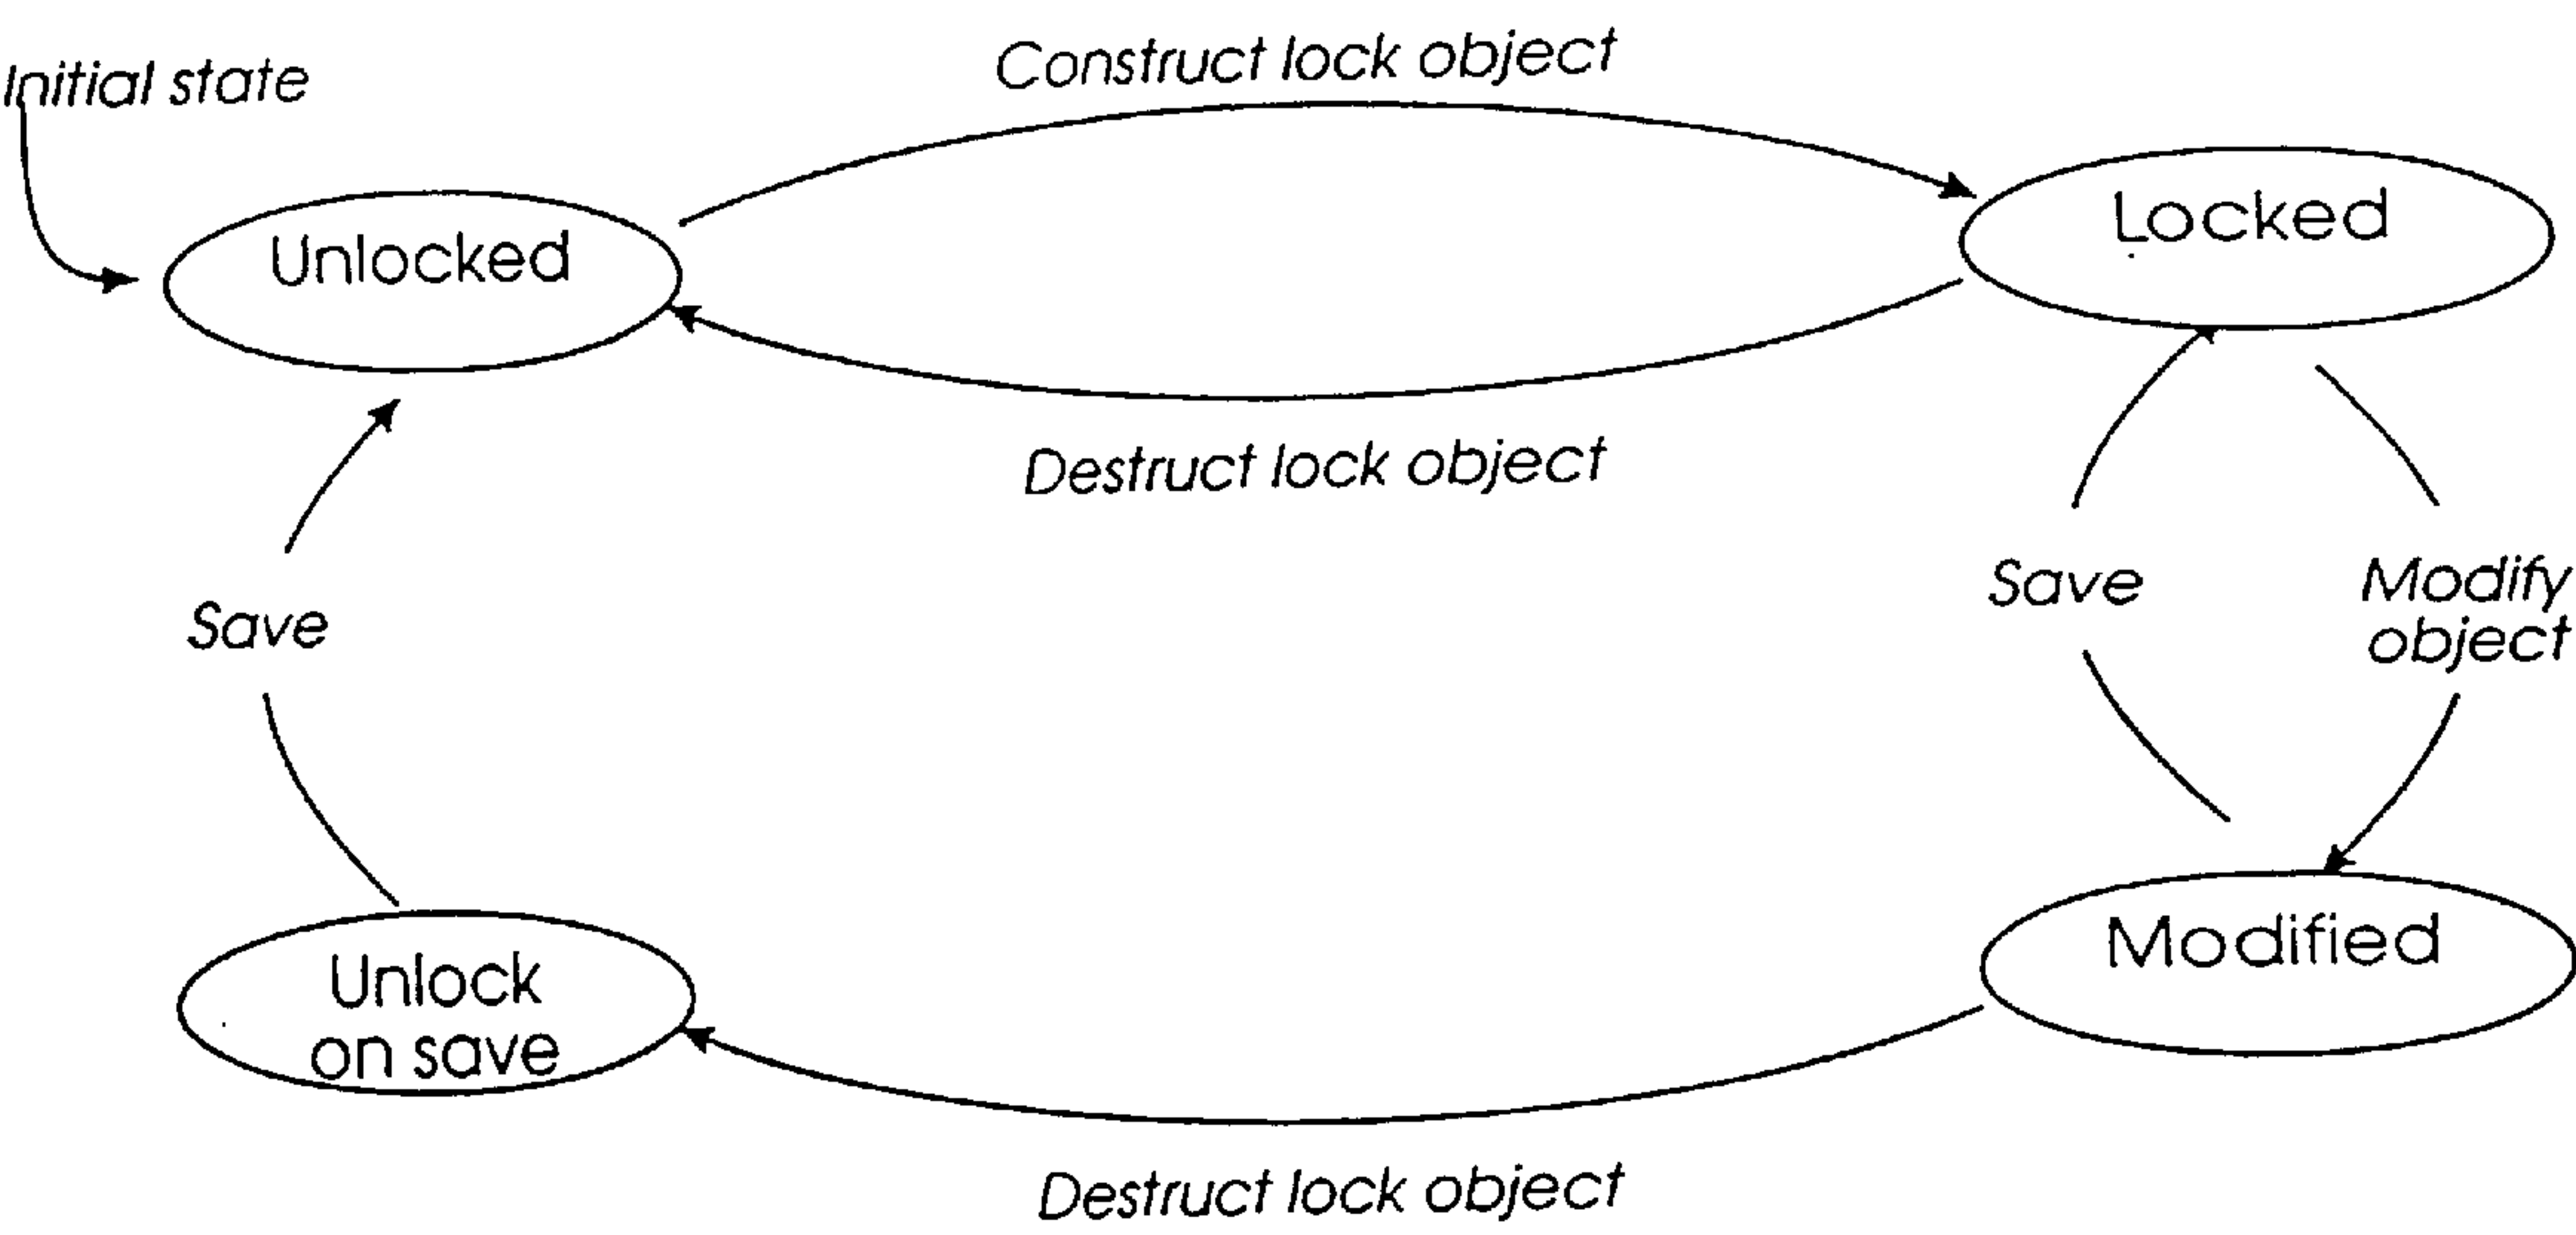 Initial state
Construct lock object
Unlocked
Locked
Destruct lock object
Save
Save
Modify
object
Unlock
on save
Modified
Destruct lock object